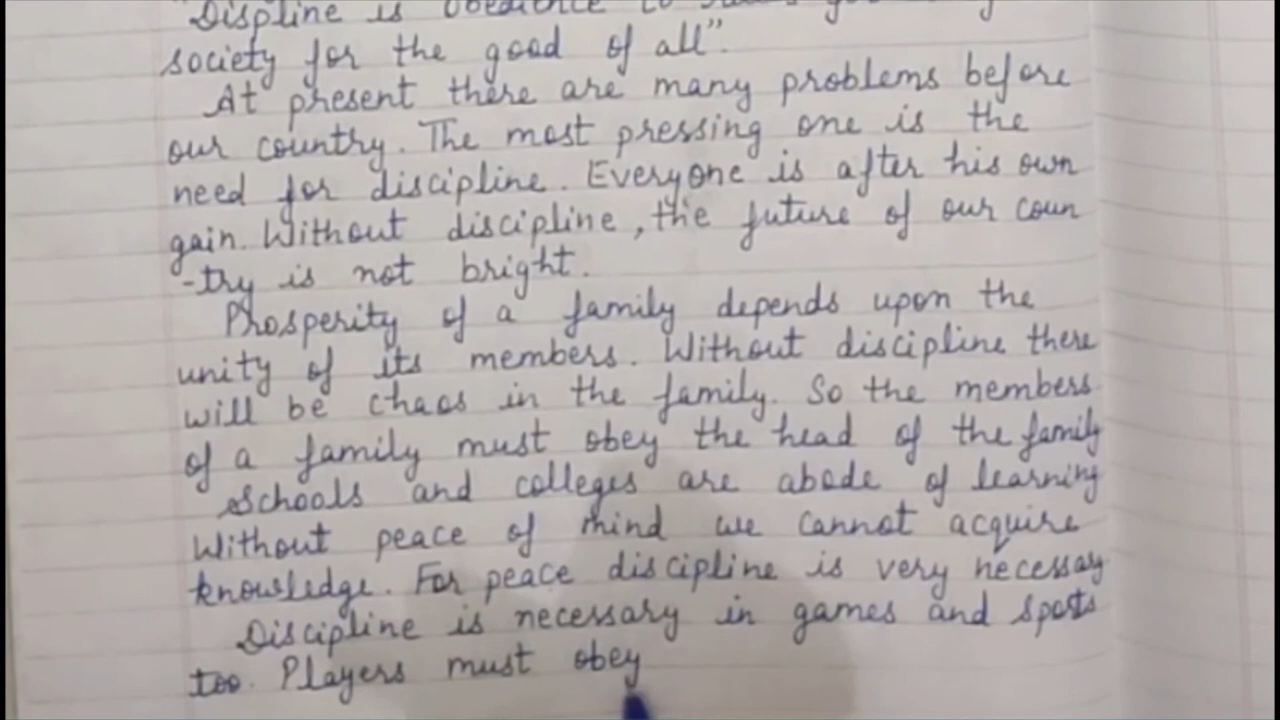 "Displine is obedience to
society for the good of all".
At present there are many problems before
our country. The most pressing one is the
need for discipline. Everyone is after his own
gain. Without discipline, the future of our coun
-try is not bright.
Prosperity of a family depends upon the
unity of its members. Without discipline there
will be chaos in the family. So the members
of a family must obey the head of the family
Schools and colleges are abode of learning
Without peace of mind we cannot acquire
knowledge. For peace discipline is very necessary
Discipline is necessary in games and sports
too. Players must obey